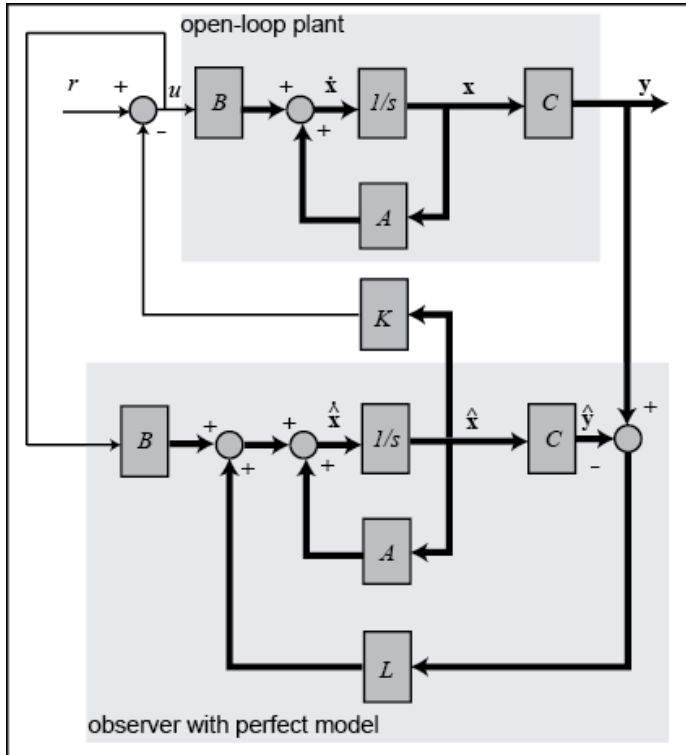 open-loop plant
r + - u B + + ẋ 1/s x C y
A
K
B + + + + x̂̇ 1/s x̂ C ŷ + -
A
L
observer with perfect model